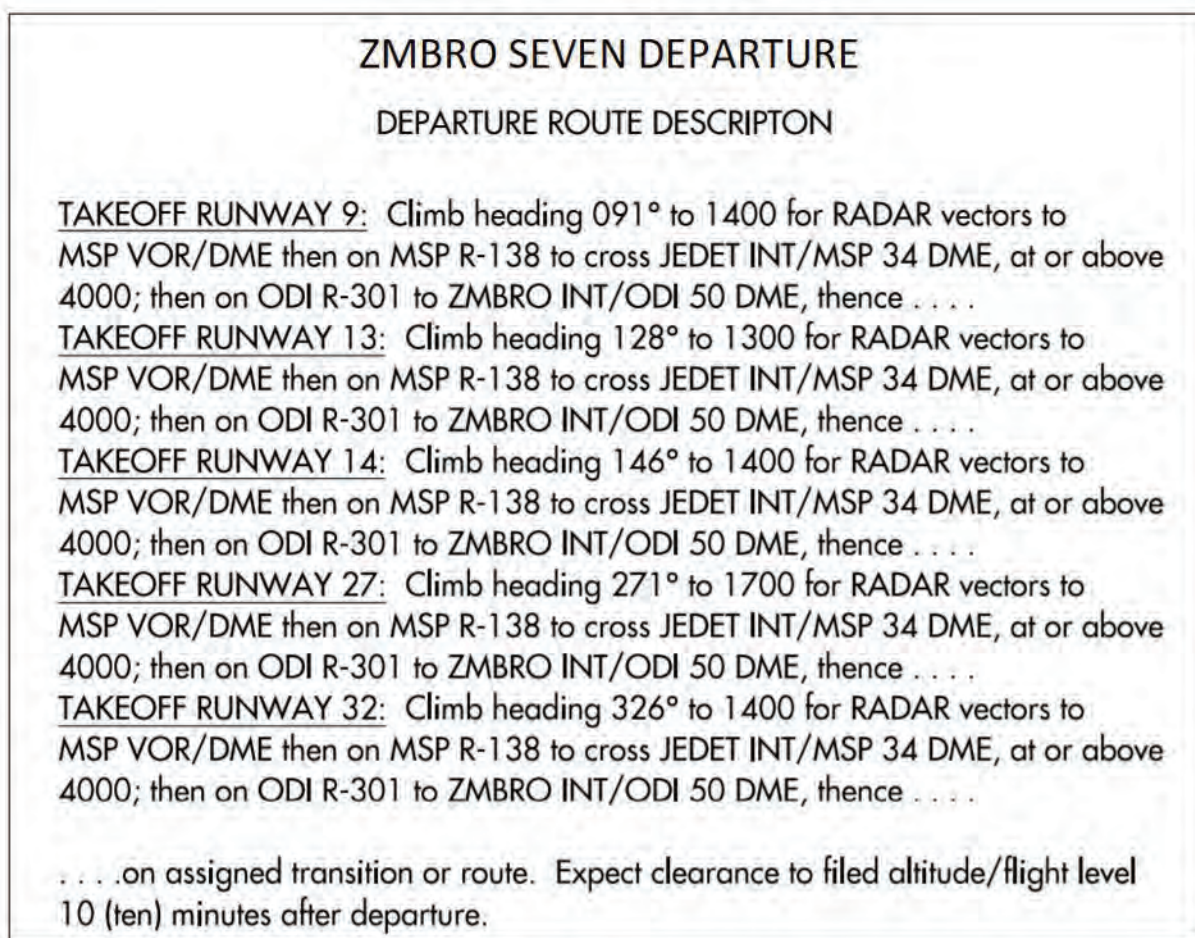 ZMBRO SEVEN DEPARTURE
DEPARTURE ROUTE DESCRIPTON
TAKEOFF RUNWAY 9: Climb heading 091° to 1400 for RADAR vectors to
MSP VOR/DME then on MSP R-138 to cross JEDET INT/MSP 34 DME, at or above
4000; then on ODI R-301 to ZMBRO INT/ODI 50 DME, thence . . . .
TAKEOFF RUNWAY 13: Climb heading 128° to 1300 for RADAR vectors to
MSP VOR/DME then on MSP R-138 to cross JEDET INT/MSP 34 DME, at or above
4000; then on ODI R-301 to ZMBRO INT/ODI 50 DME, thence . . . .
TAKEOFF RUNWAY 14: Climb heading 146° to 1400 for RADAR vectors to
MSP VOR/DME then on MSP R-138 to cross JEDET INT/MSP 34 DME, at or above
4000; then on ODI R-301 to ZMBRO INT/ODI 50 DME, thence . . . .
TAKEOFF RUNWAY 27: Climb heading 271° to 1700 for RADAR vectors to
MSP VOR/DME then on MSP R-138 to cross JEDET INT/MSP 34 DME, at or above
4000; then on ODI R-301 to ZMBRO INT/ODI 50 DME, thence . . . .
TAKEOFF RUNWAY 32: Climb heading 326° to 1400 for RADAR vectors to
MSP VOR/DME then on MSP R-138 to cross JEDET INT/MSP 34 DME, at or above
4000; then on ODI R-301 to ZMBRO INT/ODI 50 DME, thence . . . .
. . . .on assigned transition or route. Expect clearance to filed altitude/flight level
10 (ten) minutes after departure.